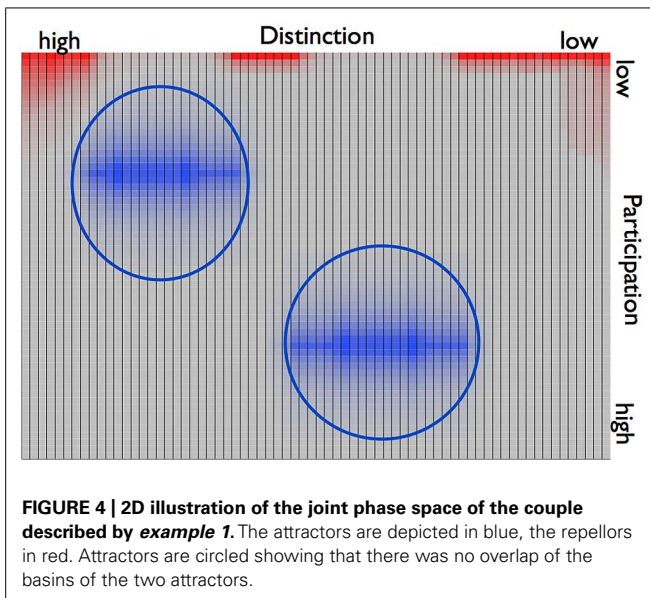 high
Distinction
low
low
Participation
high
FIGURE 4 | 2D illustration of the joint phase space of the couple
described by example 1. The attractors are depicted in blue, the repellors
in red. Attractors are circled showing that there was no overlap of the
basins of the two attractors.